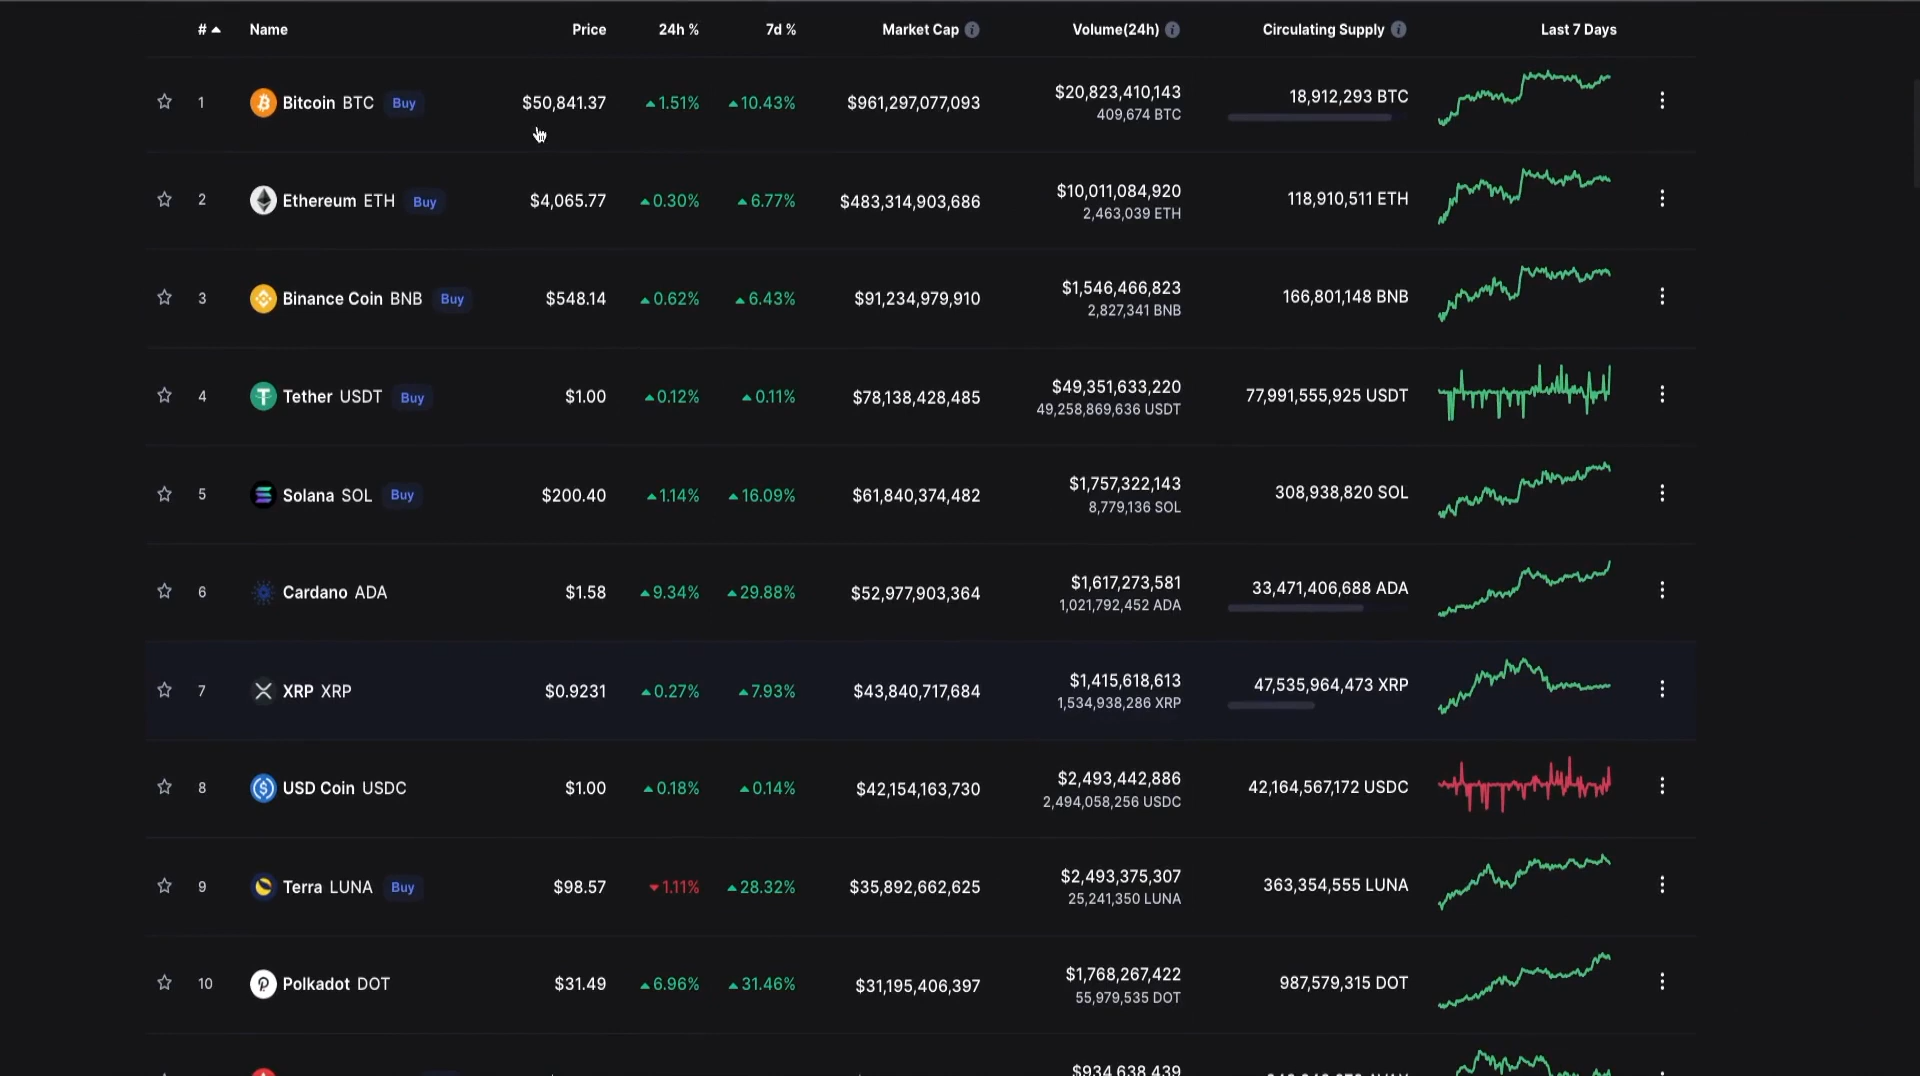 # Name Price 24h % 7d % Market Cap Volume(24h) Circulating Supply Last 7 Days
1 Bitcoin BTC Buy $50,841.37 1.51% 10.43% $961,297,077,093 $20,823,410,143 18,912,293 BTC
409,674 BTC
2 Ethereum ETH Buy $4,065.77 0.30% 6.77% $483,314,903,686 $10,011,084,920 118,910,511 ETH
2,463,039 ETH
3 Binance Coin BNB Buy $548.14 0.62% 6.43% $91,234,979,910 $1,546,466,823 166,801,148 BNB
2,827,341 BNB
4 Tether USDT Buy $1.00 0.12% 0.11% $78,138,428,485 $49,351,633,220 77,991,555,925 USDT
49,258,869,636 USDT
5 Solana SOL Buy $200.40 1.14% 16.09% $61,840,374,482 $1,757,322,143 308,938,820 SOL
8,779,136 SOL
6 Cardano ADA $1.58 9.34% 29.88% $52,977,903,364 $1,617,273,581 33,471,406,688 ADA
1,021,792,452 ADA
7 XRP XRP $0.9231 0.27% 7.93% $43,840,717,684 $1,415,618,613 47,535,964,473 XRP
1,534,938,286 XRP
8 USD Coin USDC $1.00 0.18% 0.14% $42,154,163,730 $2,493,442,886 42,164,567,172 USDC
2,494,058,256 USDC
9 Terra LUNA Buy $98.57 1.11% 28.32% $35,892,662,625 $2,493,375,307 363,354,555 LUNA
25,241,350 LUNA
10 Polkadot DOT $31.49 6.96% 31.46% $31,195,406,397 $1,768,267,422 987,579,315 DOT
55,979,535 DOT
$934,638,439